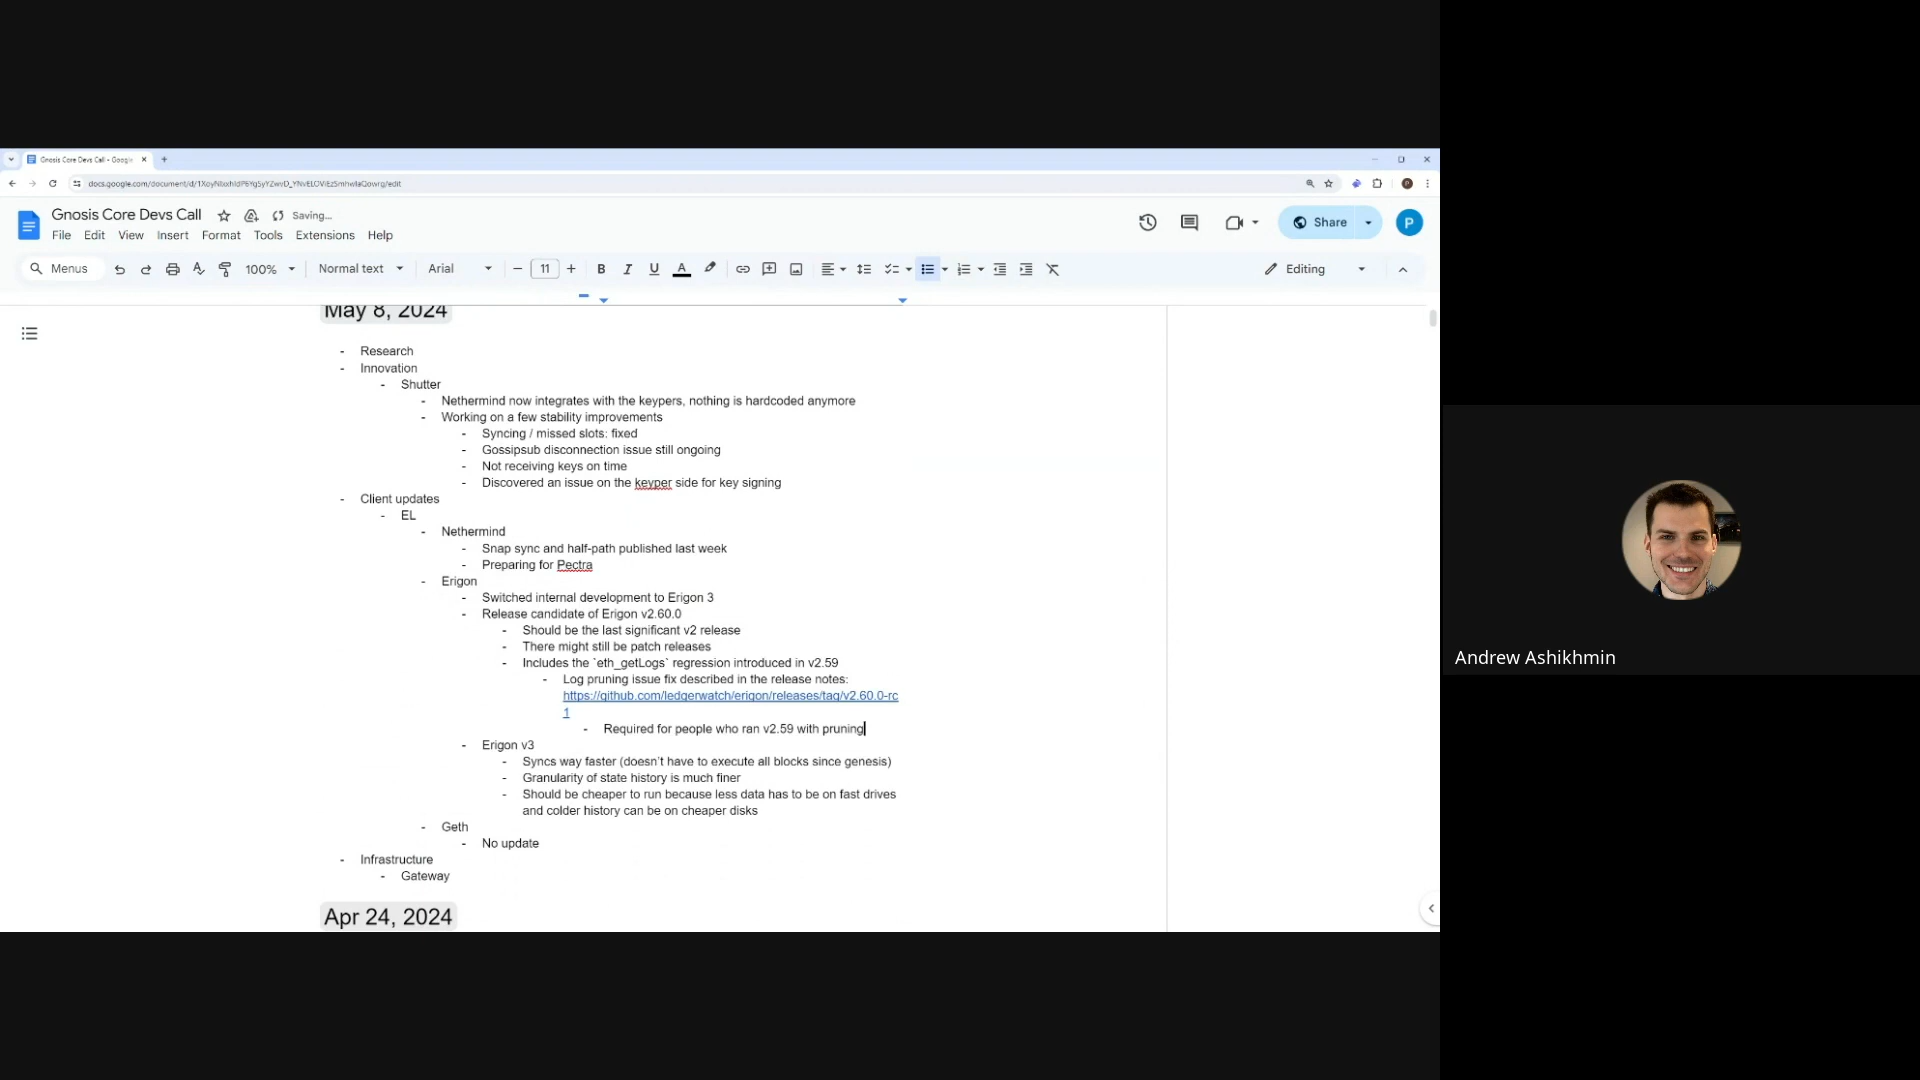 Gnosis Core Devs Call - Google
Gnosis Core Devs Call
Saving...
File Edit View Insert Format Tools Extensions Help
Share
P
Menus
100%
Normal text
Arial
11
Editing
May 8, 2024
- Research
- Innovation
- Shutter
- Nethermind now integrates with the keypers, nothing is hardcoded anymore
- Working on a few stability improvements
- Syncing / missed slots: fixed
- Gossipsub disconnection issue still ongoing
- Not receiving keys on time
- Discovered an issue on the keyper side for key signing
- Client updates
- EL
- Nethermind
- Snap sync and half-path published last week
- Preparing for Pectra
- Erigon
- Switched internal development to Erigon 3
- Release candidate of Erigon v2.60.0
- Should be the last significant v2 release
- There might still be patch releases
- Includes the `eth_getLogs` regression introduced in v2.59
- Log pruning issue fix described in the release notes:
https://github.com/ledgerwatch/erigon/releases/tag/v2.60.0-rc
1
- Required for people who ran v2.59 with pruning
- Erigon v3
- Syncs way faster (doesn't have to execute all blocks since genesis)
- Granularity of state history is much finer
- Should be cheaper to run because less data has to be on fast drives
and colder history can be on cheaper disks
- Geth
- No update
- Infrastructure
- Gateway
Apr 24, 2024
Andrew Ashikhmin